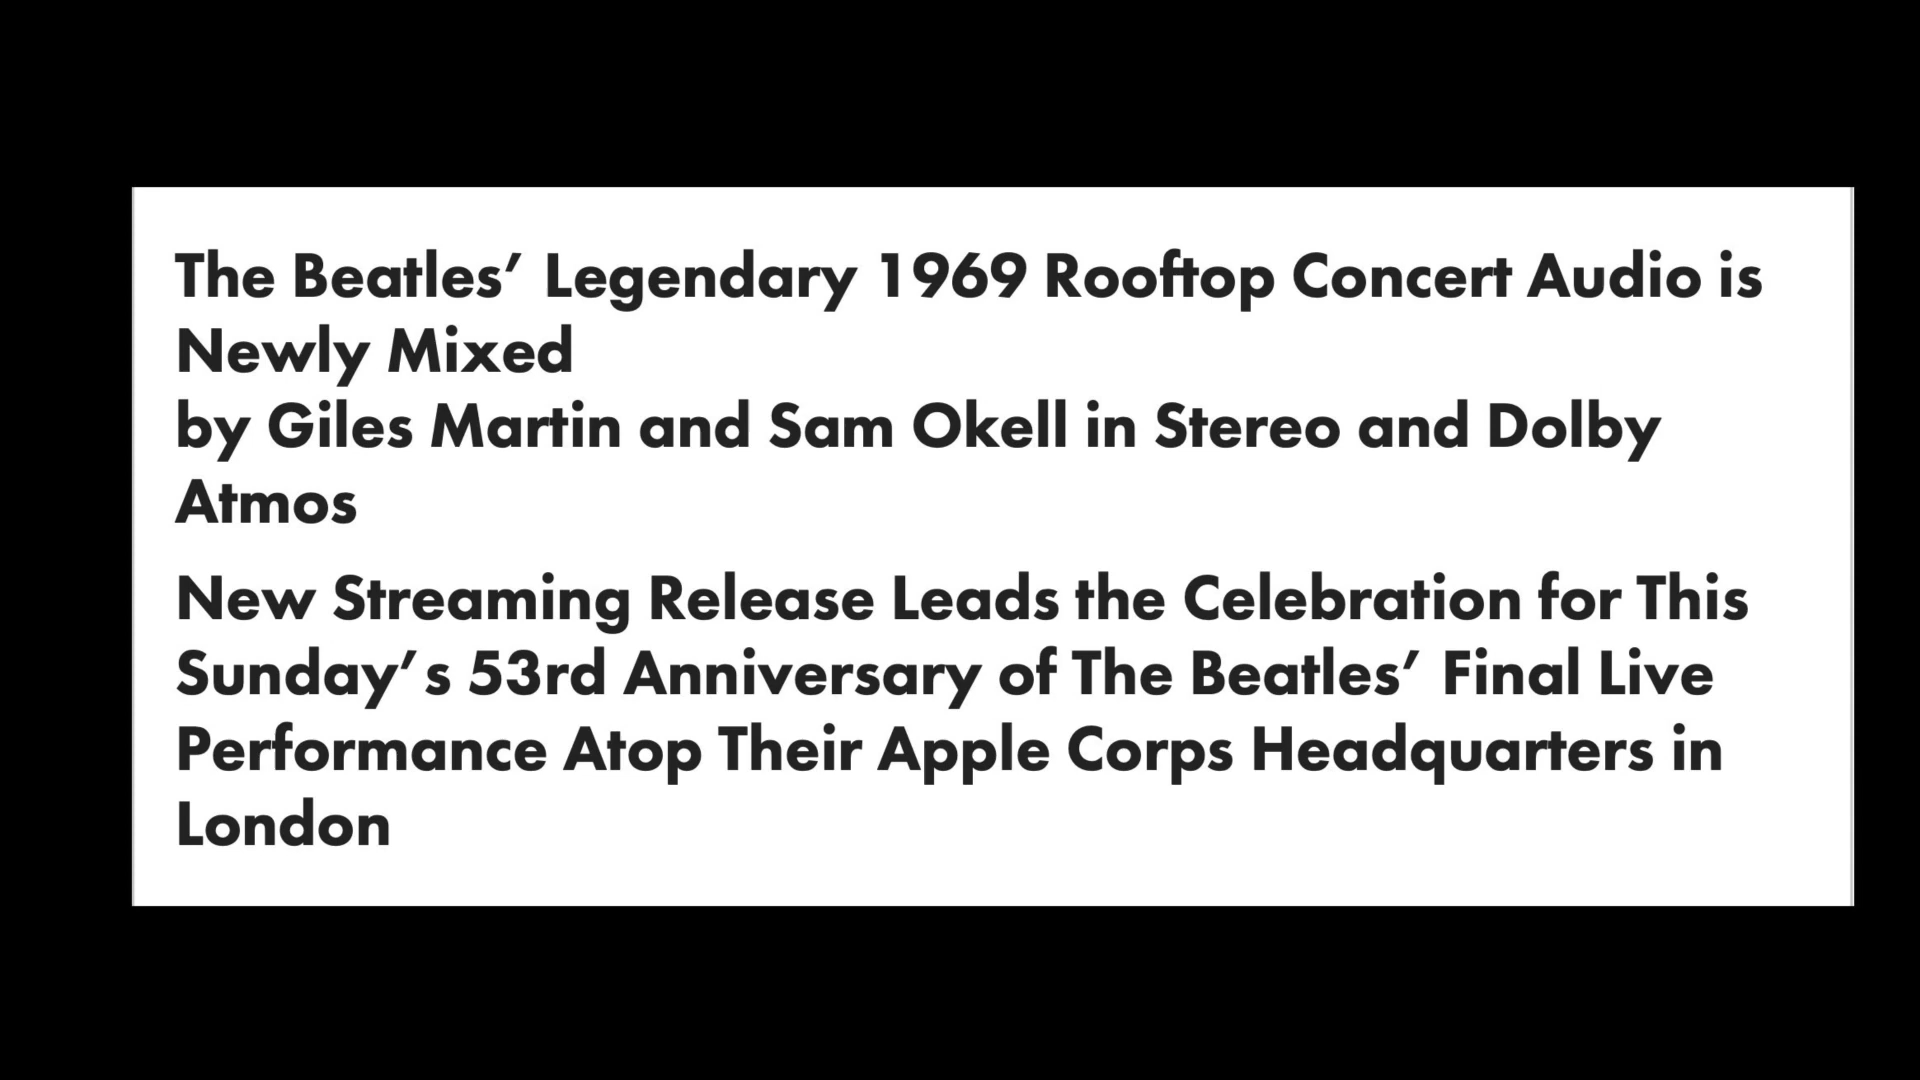 The Beatles’ Legendary 1969 Rooftop Concert Audio is
Newly Mixed
by Giles Martin and Sam Okell in Stereo and Dolby
Atmos
New Streaming Release Leads the Celebration for This
Sunday’s 53rd Anniversary of The Beatles’ Final Live
Performance Atop Their Apple Corps Headquarters in
London